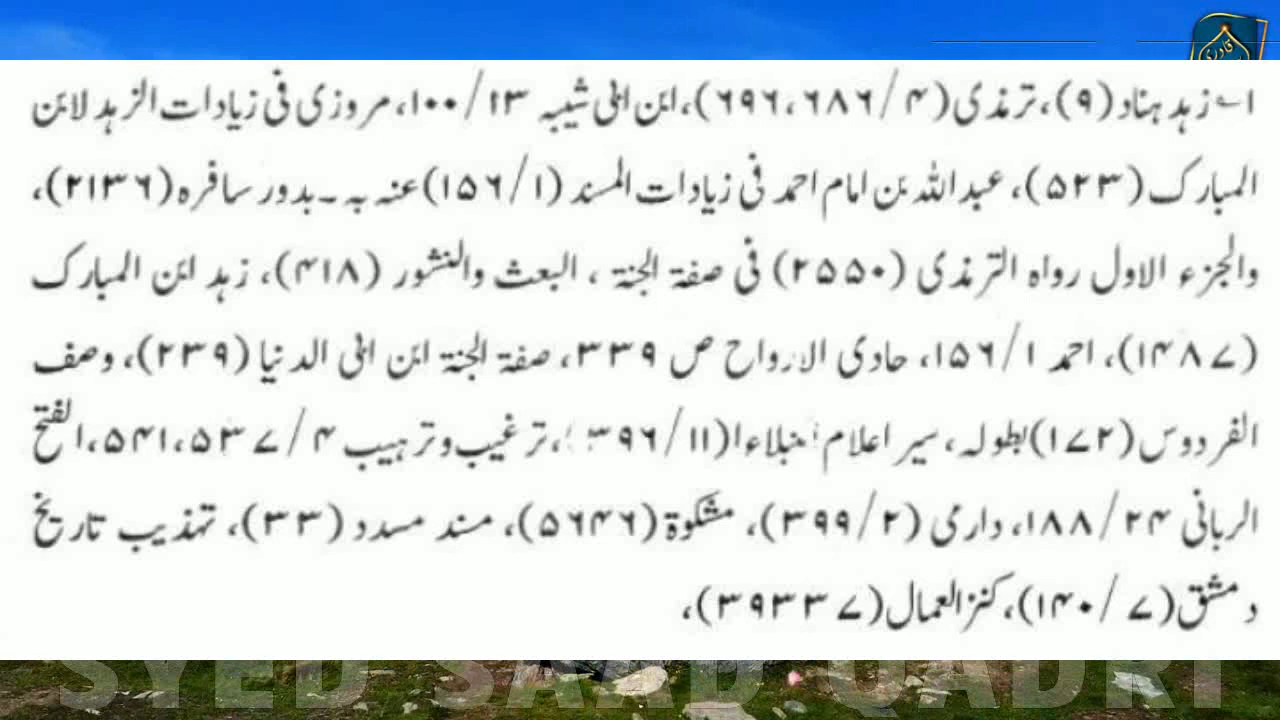 قادری
۱؎ زہد ہناد (۹)، ترمذی (۴/۶۸۶، ۶۹۶)، ابن ابی شیبہ ۱۳/۱۰۰، مروزی فی زیادات الزہد لابن
المبارک (۵۲۳)، عبداللہ بن امام احمد فی زیادات المسند (۱/۱۵۶) عنہ بہ ۔ بدور سافرہ (۲۱۳۶)،
والجزء الاول رواہ الترمذی (۲۵۵۰) فی صفۃ الجنۃ ، البعث والنشور (۴۱۸)، زہد ابن المبارک
(۱۴۸۷)، احمد ۱/۱۵۶، حادی الارواح ص ۳۳۹، صفۃ الجنۃ ابن ابی الدنیا (۲۳۹)، وصف
الفردوس (۱۷۲) بطولہ، سیر اعلام النبلاء (۱۱/۳۹۶)، ترغیب وترہیب ۴/۵۳۷، ۵۴۱، الفتح
الربانی ۲۴/۱۸۸، دارمی (۲/۳۹۹)، مشکوۃ (۵۶۴۶)، مسند مسدد (۳۳)، تہذیب تاریخ
دمشق (۷/۱۴۰)، کنزالعمال (۳۹۳۳۷)،
SYED SAAD QADRI